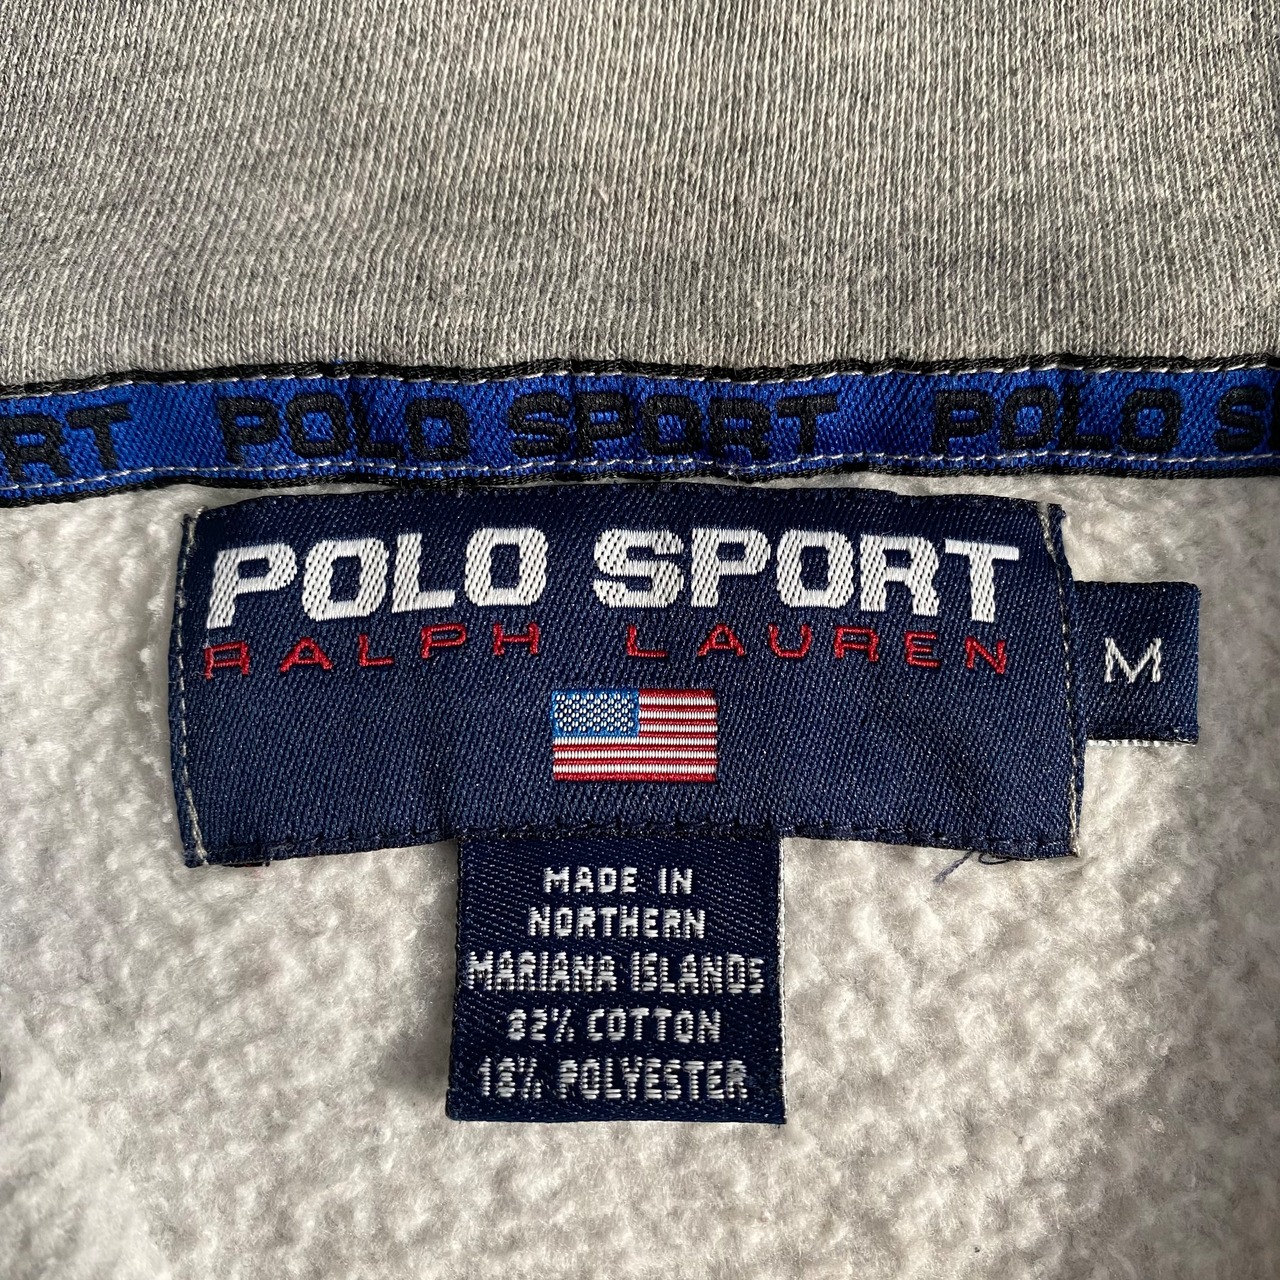 RT POLO SPORT POLO S
POLO SPORT
RALPH LAUREN
M
MADE IN
NORTHERN
MARIANA ISLANDS
82% COTTON
18% POLYESTER